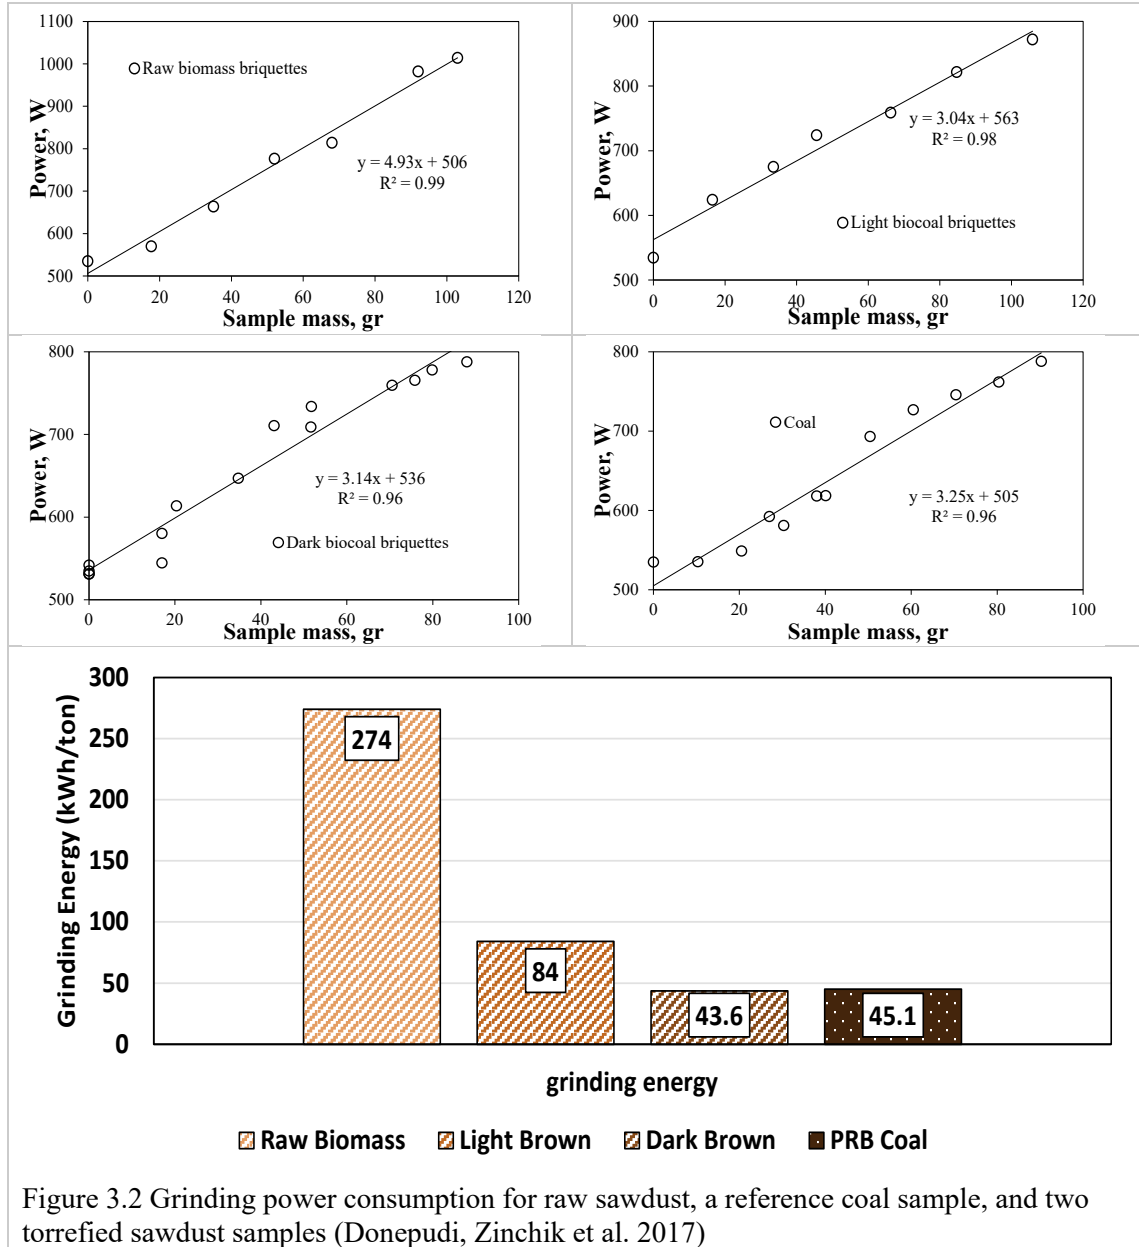 1100
1000
900
800
700
600
500
0
20
40
60
80
100
120
Power, W
Sample mass, gr
Raw biomass briquettes
y = 4.93x + 506
R² = 0.99
900
800
700
600
500
0
20
40
60
80
100
120
Power, W
Sample mass, gr
y = 3.04x + 563
R² = 0.98
Light biocoal briquettes
800
700
600
500
0
20
40
60
80
100
Power, W
Sample mass, gr
y = 3.14x + 536
R² = 0.96
Dark biocoal briquettes
800
700
600
500
0
20
40
60
80
100
Power, W
Sample mass, gr
Coal
y = 3.25x + 505
R² = 0.96
300
250
200
150
100
50
0
Grinding Energy (kWh/ton)
274
84
43.6
45.1
grinding energy
Raw Biomass
Light Brown
Dark Brown
PRB Coal
Figure 3.2 Grinding power consumption for raw sawdust, a reference coal sample, and two
torrefied sawdust samples (Donepudi, Zinchik et al. 2017)